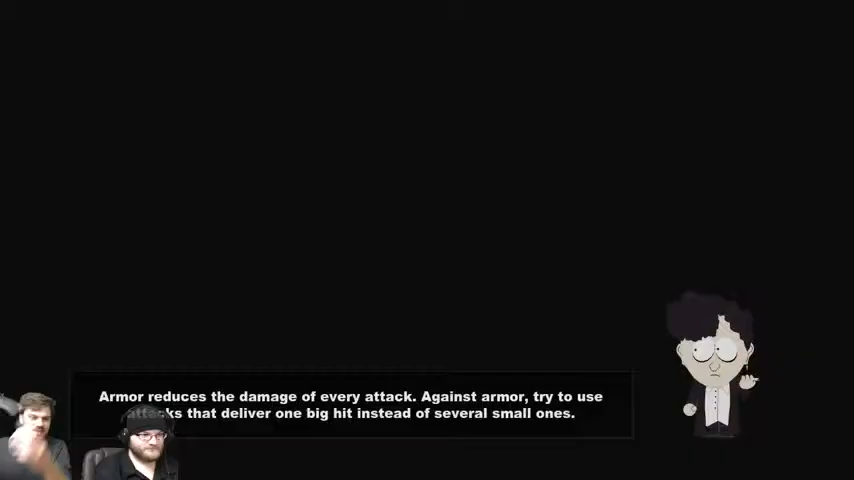 Armor reduces the damage of every attack. Against armor, try to use
attacks that deliver one big hit instead of several small ones.